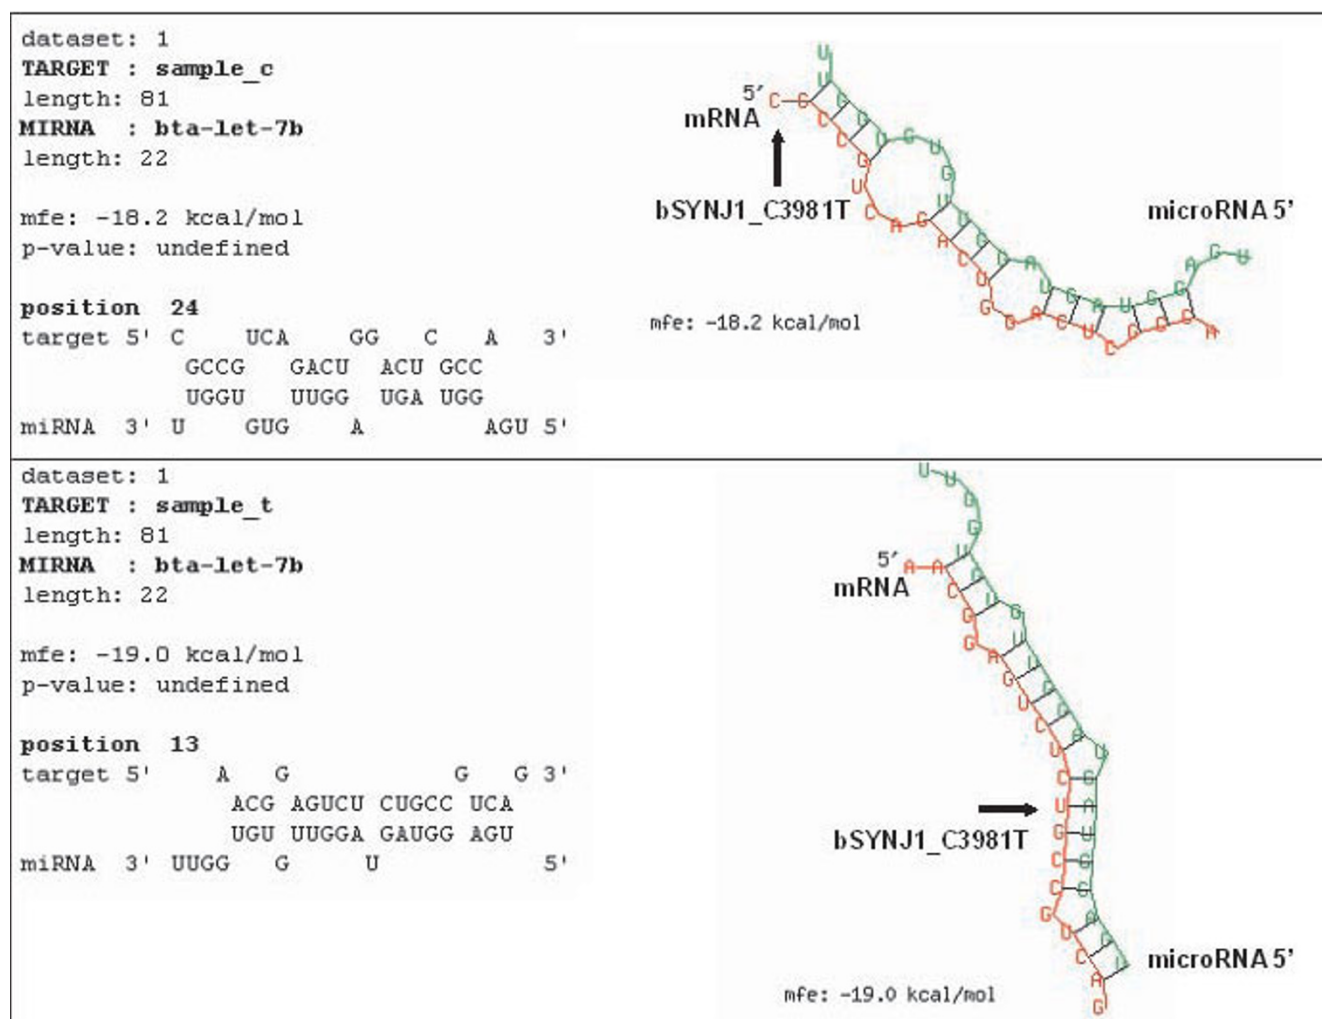 dataset: 1
TARGET : sample_c
length: 81
MIRNA  : bta-let-7b
length: 22
mfe: -18.2 kcal/mol
p-value: undefined
position  24
target 5' C    UCA    GG   C   A   3'
GCCG   GACU  ACU GCC
UGGU   UUGG  UGA UGG
miRNA  3' U    GUG    A        AGU 5'
5'
mRNA
bSYNJ1_C3981T
microRNA 5'
mfe: -18.2 kcal/mol
dataset: 1
TARGET : sample_t
length: 81
MIRNA  : bta-let-7b
length: 22
mfe: -19.0 kcal/mol
p-value: undefined
position  13
target 5'    A   G           G   G 3'
ACG AGUCU CUGCC UCA
UGU UUGGA GAUGG AGU
miRNA  3' UUGG   G     U           5'
5'
mRNA
bSYNJ1_C3981T
microRNA 5'
mfe: -19.0 kcal/mol